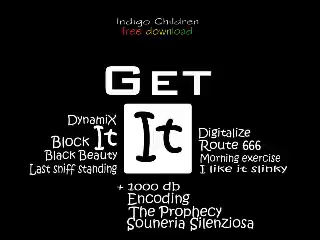 Indigo Children
free download
GET
It
DynamiX
Block It
Black Beauty
Last sniff standing
Digitalize
Route 666
Morning exercise
I like it slinky
+ 1000 db
Encoding
The Prophecy
Souneria Silenziosa